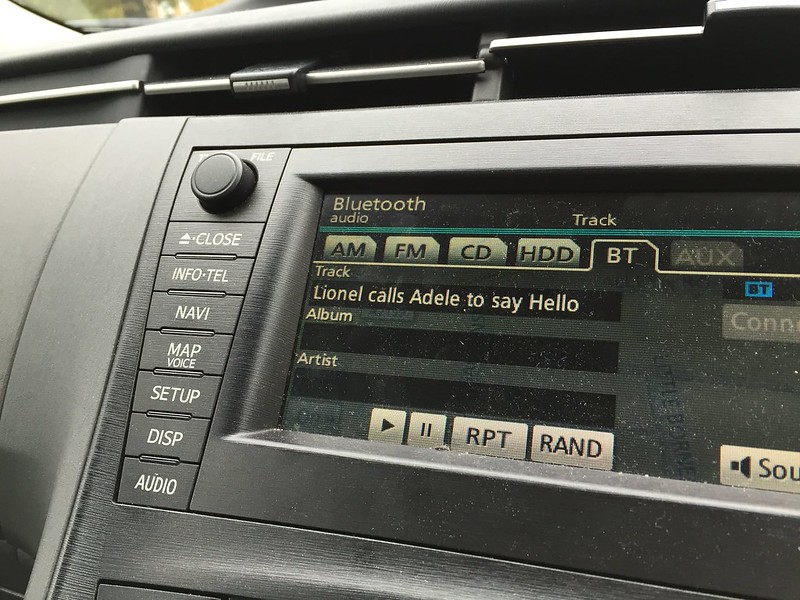 FILE
⏏·CLOSE
INFO·TEL
NAVI
MAP
VOICE
SETUP
DISP
AUDIO
Bluetooth
audio
Track
AM FM CD HDD BT AUX
Track
BT
Lionel calls Adele to say Hello
Album
Artist
RPT RAND